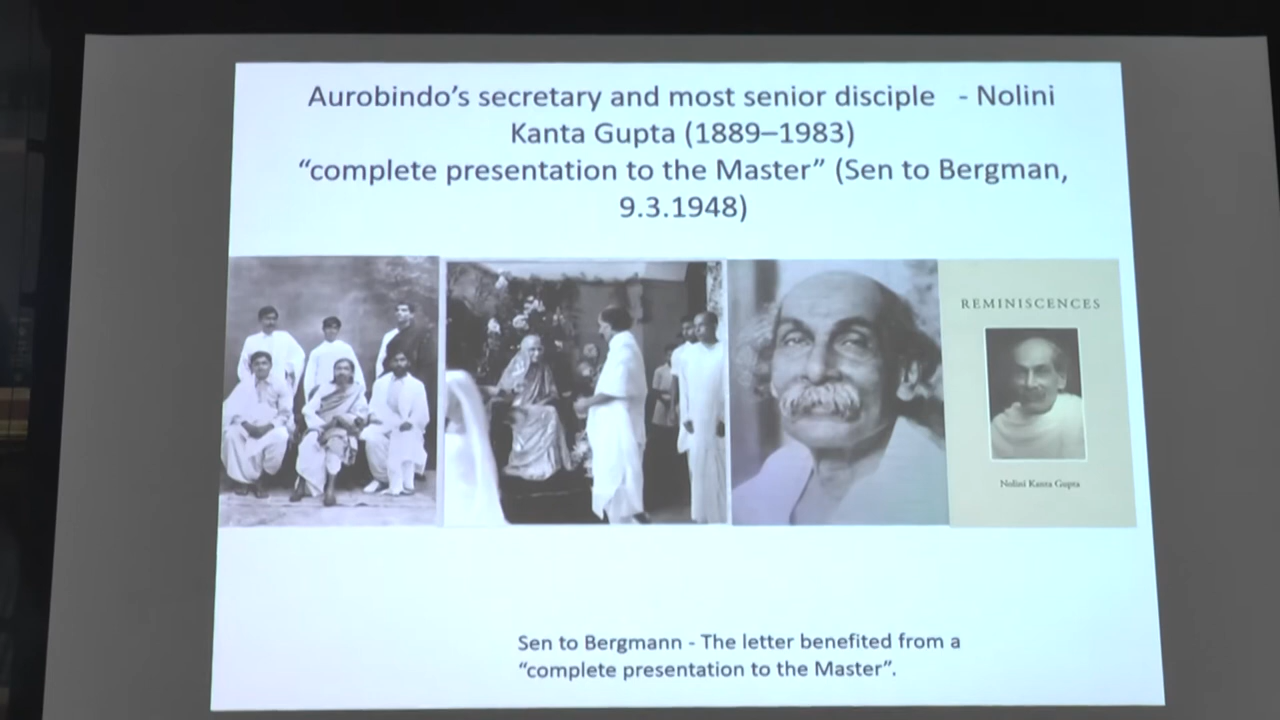 Aurobindo’s secretary and most senior disciple - Nolini
Kanta Gupta (1889–1983)
“complete presentation to the Master” (Sen to Bergman,
9.3.1948)
REMINISCENCES
Nolini Kanta Gupta
Sen to Bergmann - The letter benefited from a
“complete presentation to the Master”.